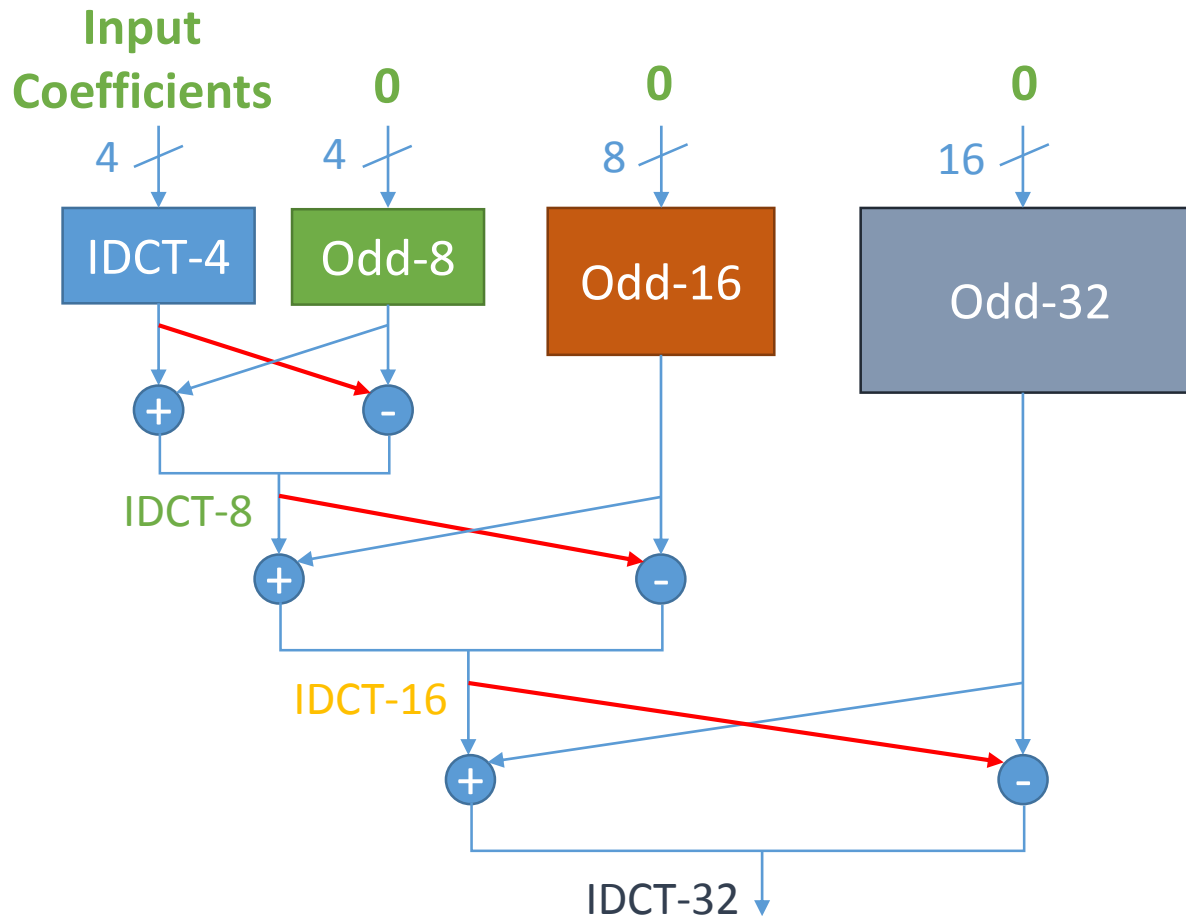 Input
Coefficients
0
0
0
4
4
8
16
IDCT-4
Odd-8
Odd-16
Odd-32
+
-
IDCT-8
+
-
IDCT-16
+
-
IDCT-32